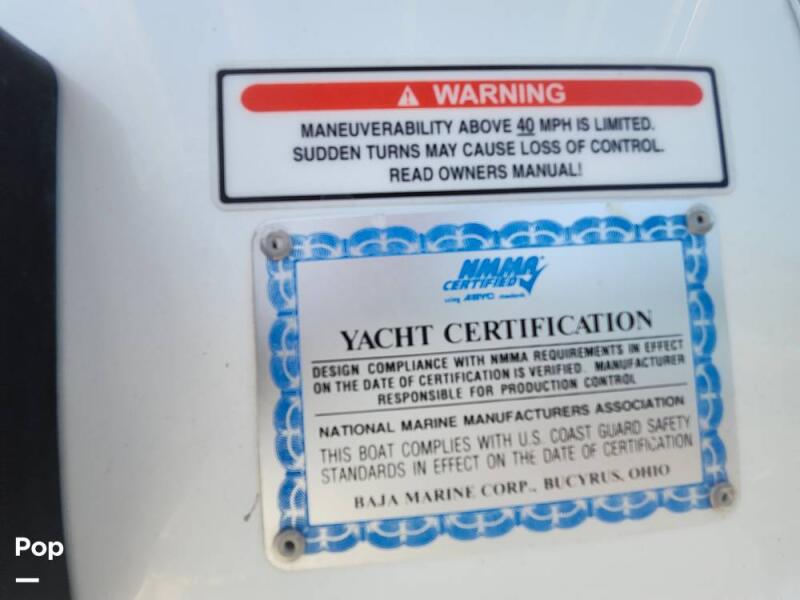 WARNING
MANEUVERABILITY ABOVE 40 MPH IS LIMITED.
SUDDEN TURNS MAY CAUSE LOSS OF CONTROL.
READ OWNERS MANUAL!
NMMA
CERTIFIED
using ABYC standards
YACHT CERTIFICATION
DESIGN COMPLIANCE WITH NMMA REQUIREMENTS IN EFFECT
ON THE DATE OF CERTIFICATION IS VERIFIED. MANUFACTURER
RESPONSIBLE FOR PRODUCTION CONTROL
NATIONAL MARINE MANUFACTURERS ASSOCIATION
THIS BOAT COMPLIES WITH U.S. COAST GUARD SAFETY
STANDARDS IN EFFECT ON THE DATE OF CERTIFICATION
BAJA MARINE CORP., BUCYRUS, OHIO
Pop